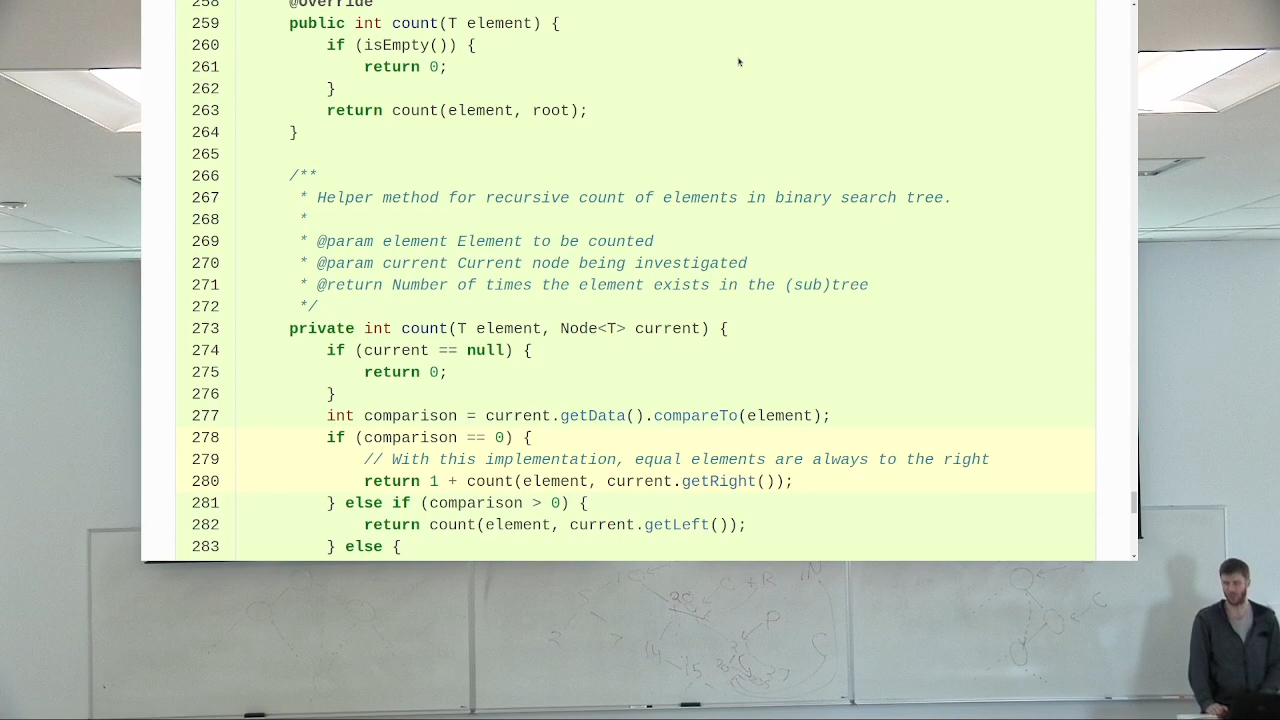 258 @Override
259 public int count(T element) {
260 if (isEmpty()) {
261 return 0;
262 }
263 return count(element, root);
264 }
265
266 /**
267 * Helper method for recursive count of elements in binary search tree.
268 *
269 * @param element Element to be counted
270 * @param current Current node being investigated
271 * @return Number of times the element exists in the (sub)tree
272 */
273 private int count(T element, Node<T> current) {
274 if (current == null) {
275 return 0;
276 }
277 int comparison = current.getData().compareTo(element);
278 if (comparison == 0) {
279 // With this implementation, equal elements are always to the right
280 return 1 + count(element, current.getRight());
281 } else if (comparison > 0) {
282 return count(element, current.getLeft());
283 } else {